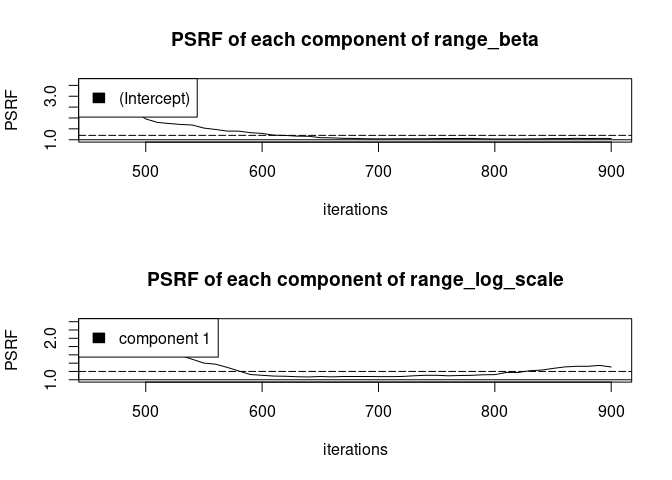 PSRF of each component of range_beta
PSRF
3.0
1.0
(Intercept)
500 600 700 800 900
iterations
PSRF of each component of range_log_scale
PSRF
2.0
1.0
component 1
500 600 700 800 900
iterations